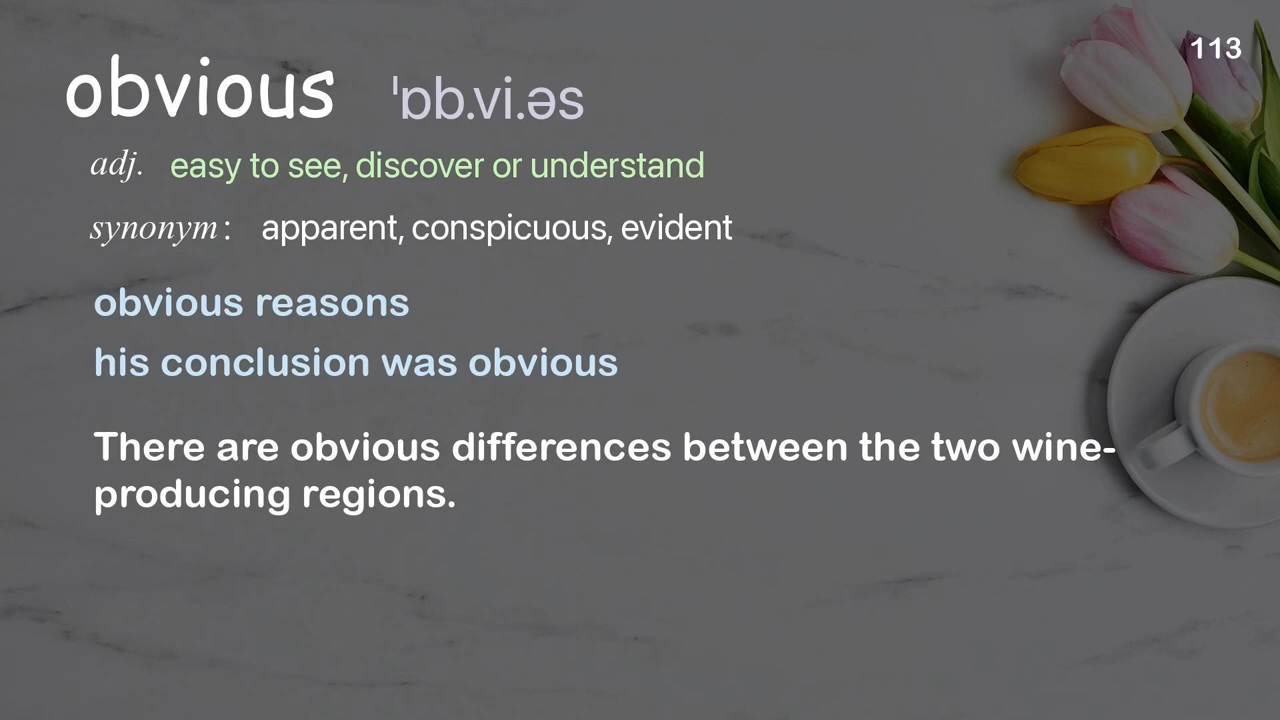 113
obvious ˈɒb.vi.əs
adj. easy to see, discover or understand
synonym: apparent, conspicuous, evident
obvious reasons
his conclusion was obvious
There are obvious differences between the two wine-
producing regions.